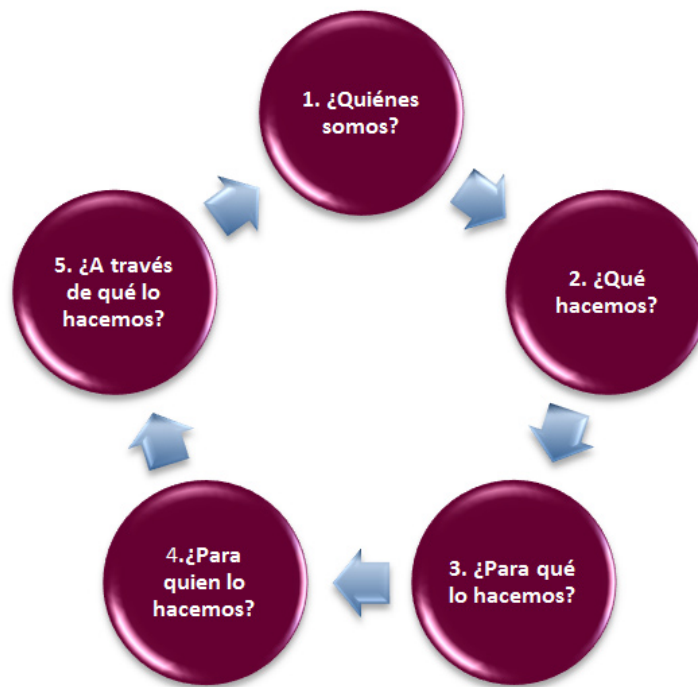 1. ¿Quiénes
somos?
2. ¿Qué
hacemos?
3. ¿Para qué
lo hacemos?
4.¿Para
quien lo
hacemos?
5. ¿A través
de qué lo
hacemos?